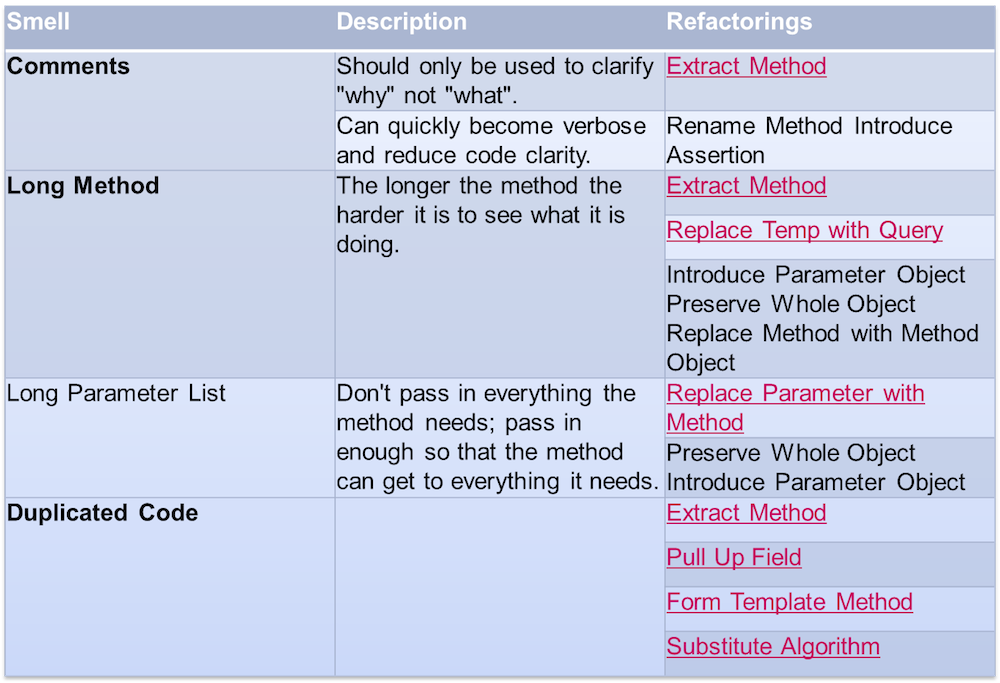 Smell Description Refactorings
Comments
Should only be used to clarify
"why" not "what".
Extract Method
Can quickly become verbose
and reduce code clarity.
Rename Method Introduce
Assertion
Long Method
The longer the method the
harder it is to see what it is
doing.
Extract Method
Replace Temp with Query
Introduce Parameter Object
Preserve Whole Object
Replace Method with Method
Object
Long Parameter List
Don't pass in everything the
method needs; pass in
enough so that the method
can get to everything it needs.
Replace Parameter with
Method
Preserve Whole Object
Introduce Parameter Object
Duplicated Code
Extract Method
Pull Up Field
Form Template Method
Substitute Algorithm